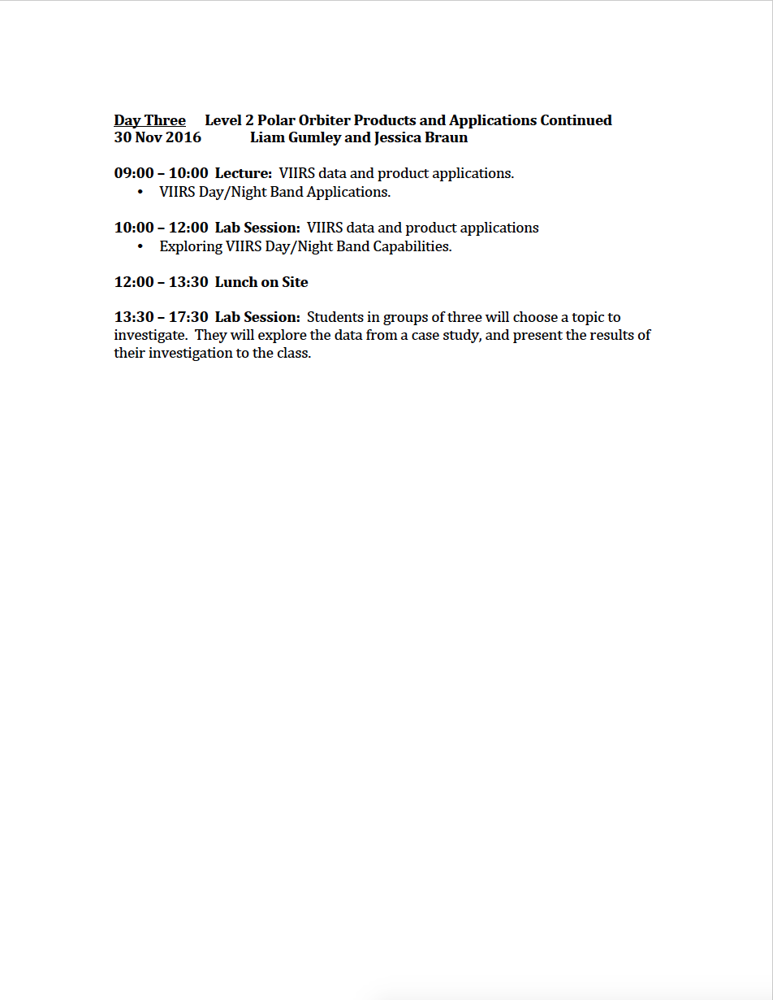 Day Three Level 2 Polar Orbiter Products and Applications Continued
30 Nov 2016 Liam Gumley and Jessica Braun
09:00 – 10:00 Lecture: VIIRS data and product applications.
• VIIRS Day/Night Band Applications.
10:00 – 12:00 Lab Session: VIIRS data and product applications
• Exploring VIIRS Day/Night Band Capabilities.
12:00 – 13:30 Lunch on Site
13:30 – 17:30 Lab Session: Students in groups of three will choose a topic to
investigate. They will explore the data from a case study, and present the results of
their investigation to the class.